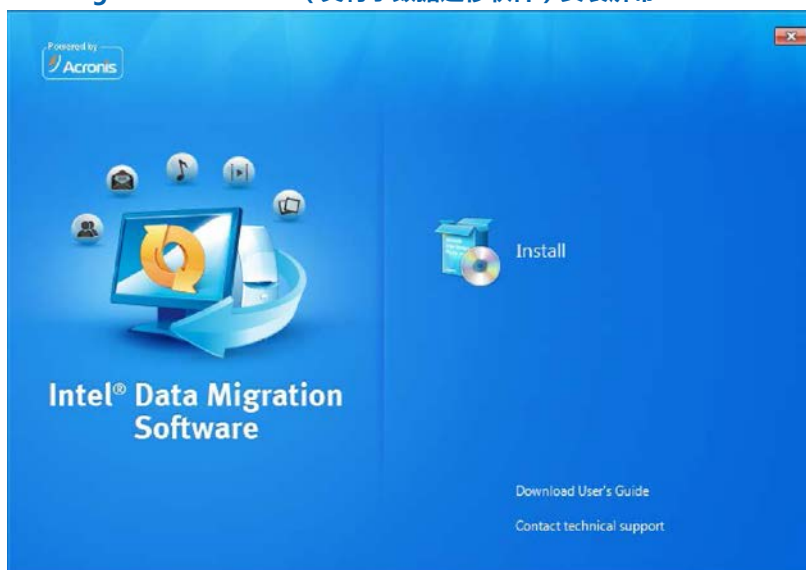 Powered by
Acronis
Install
Intel® Data Migration
Software
Download User's Guide
Contact technical support